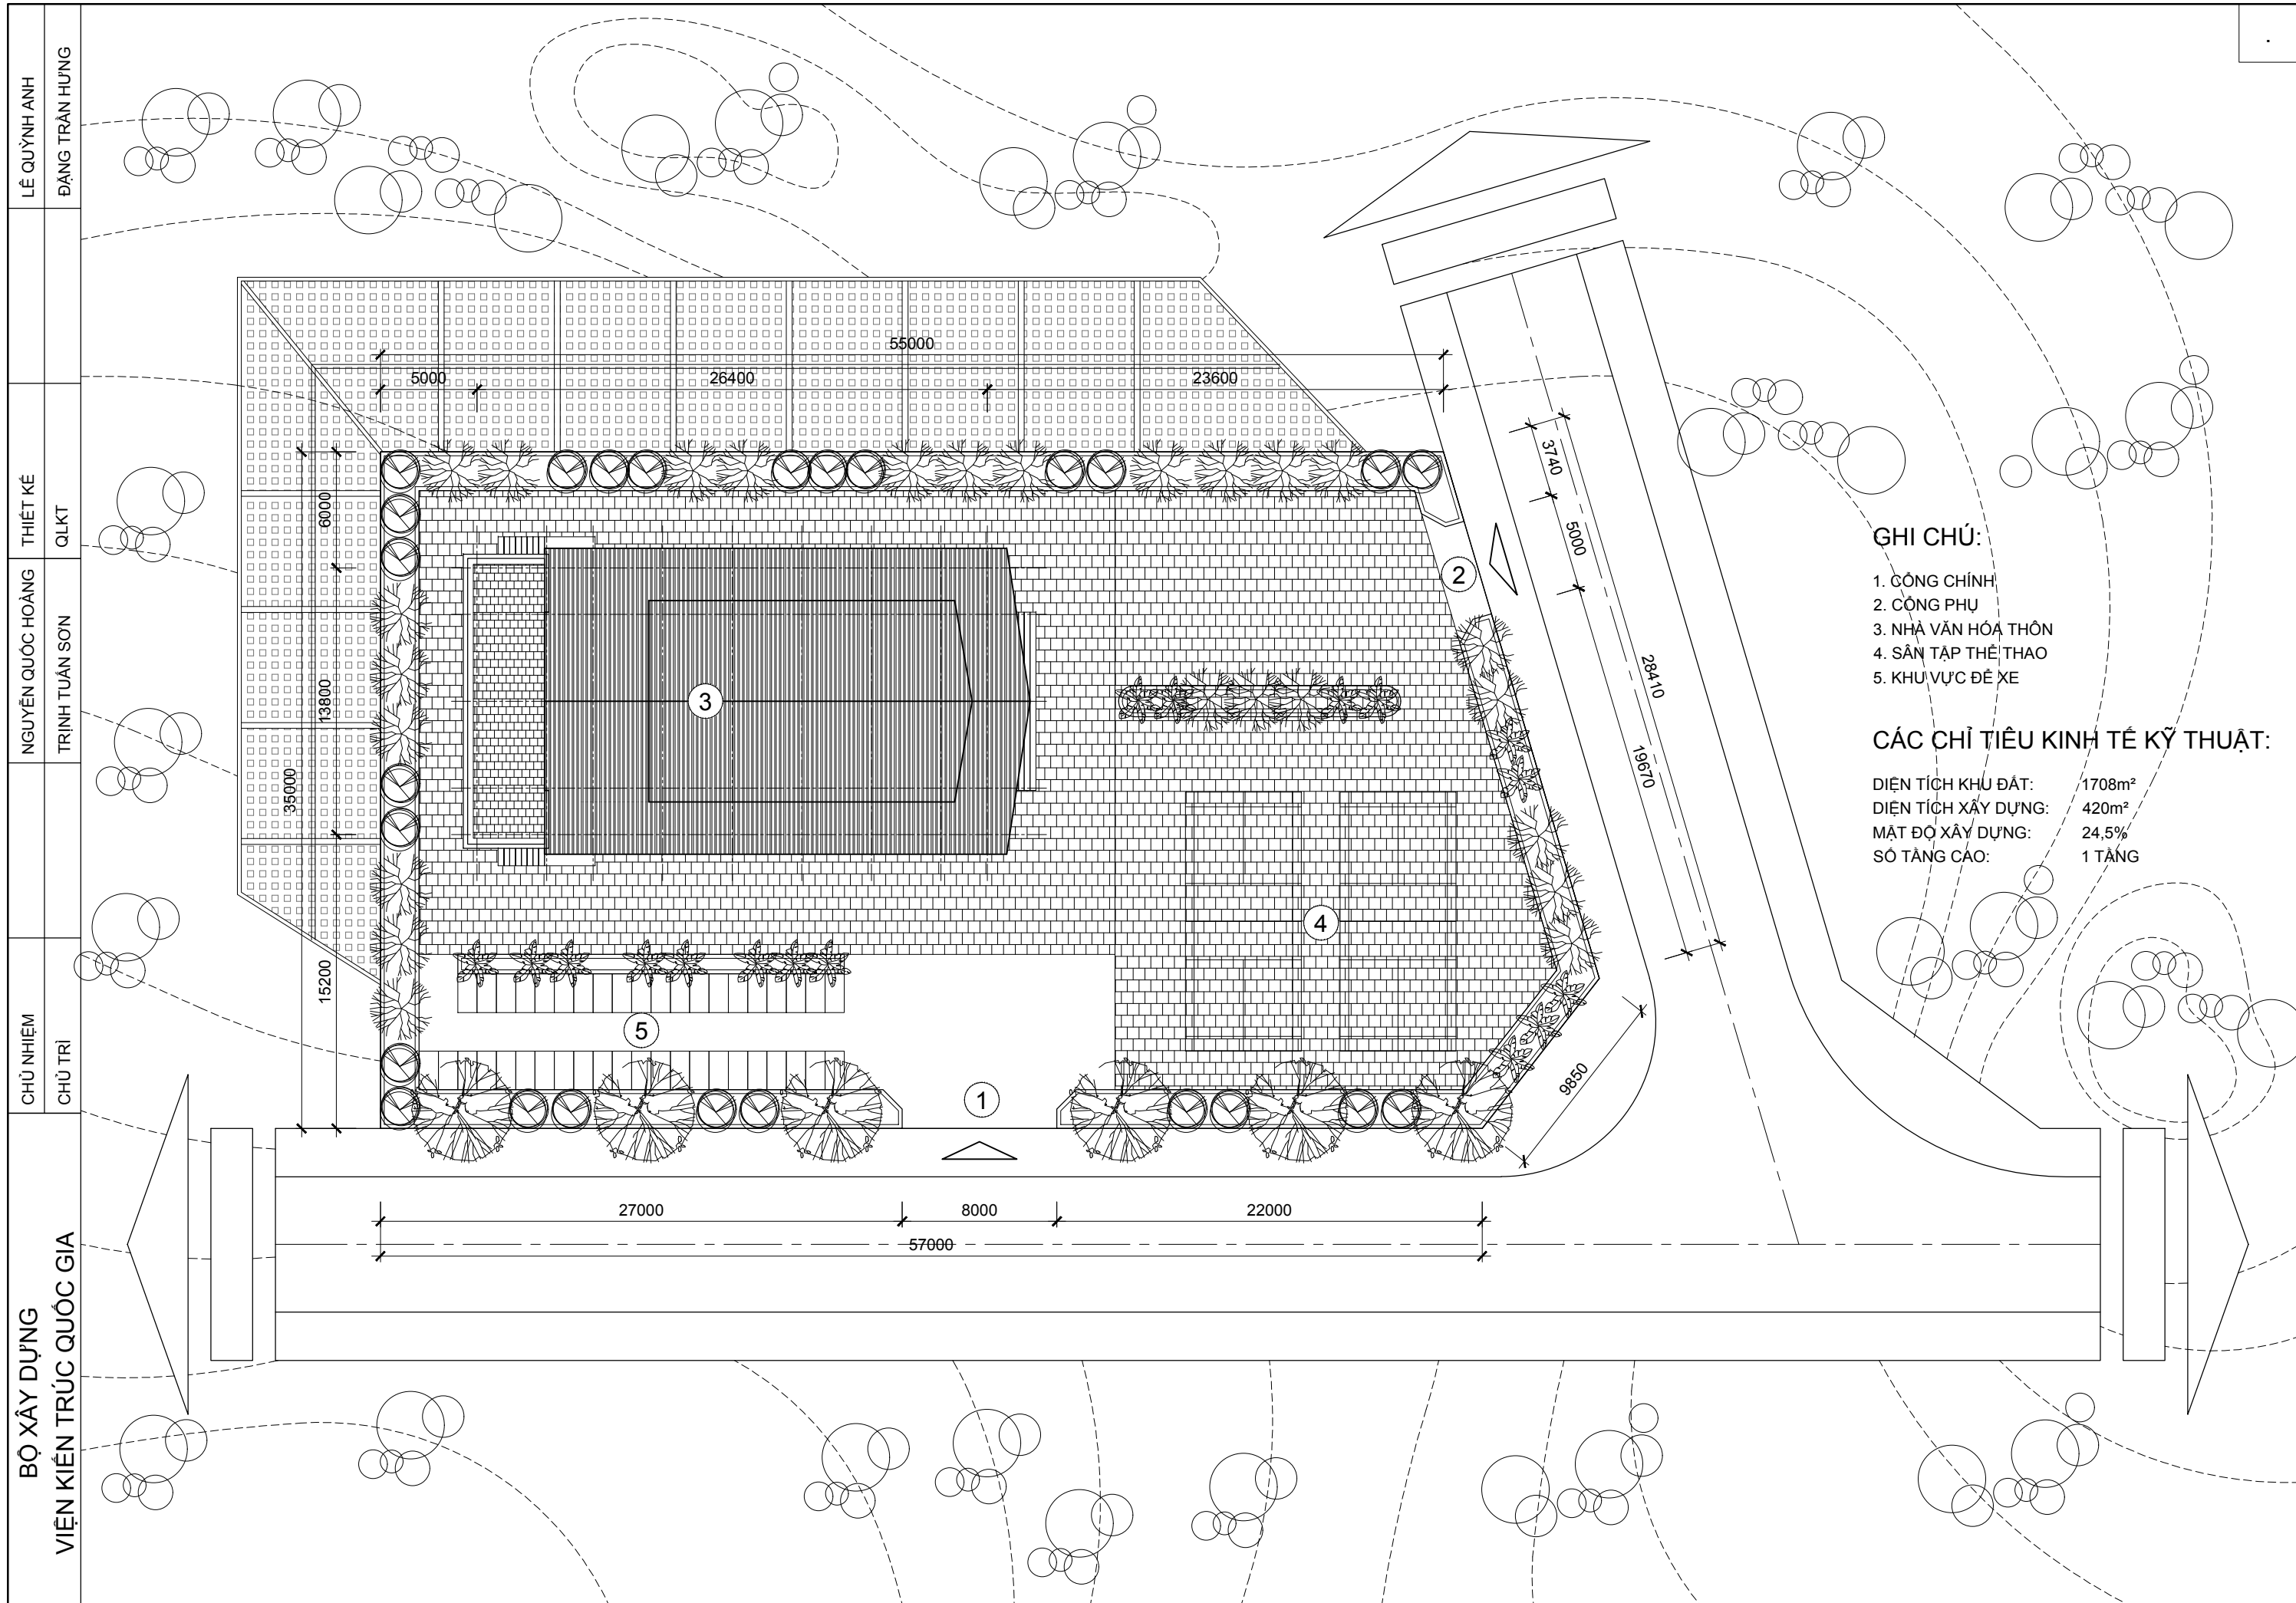 LÊ QUỲNH ANH
ĐẶNG TRẦN HƯNG
THIẾT KẾ
QLKT
NGUYỄN QUỐC HOÀNG
TRỊNH TUẤN SƠN
CHỦ NHIỆM
CHỦ TRÌ
BỘ XÂY DỰNG
VIỆN KIẾN TRÚC QUỐC GIA
55000
5000
26400
23600
6000
13800
35000
15200
3740
5000
28410
19670
9850
27000
8000
22000
57000
1
2
3
4
5
GHI CHÚ:
1. CỔNG CHÍNH
2. CỔNG PHỤ
3. NHÀ VĂN HÓA THÔN
4. SÂN TẬP THỂ THAO
5. KHU VỰC ĐỂ XE
CÁC CHỈ TIÊU KINH TẾ KỸ THUẬT:
DIỆN TÍCH KHU ĐẤT: 1708m²
DIỆN TÍCH XÂY DỰNG: 420m²
MẬT ĐỘ XÂY DỰNG: 24,5%
SỐ TẦNG CAO: 1 TẦNG